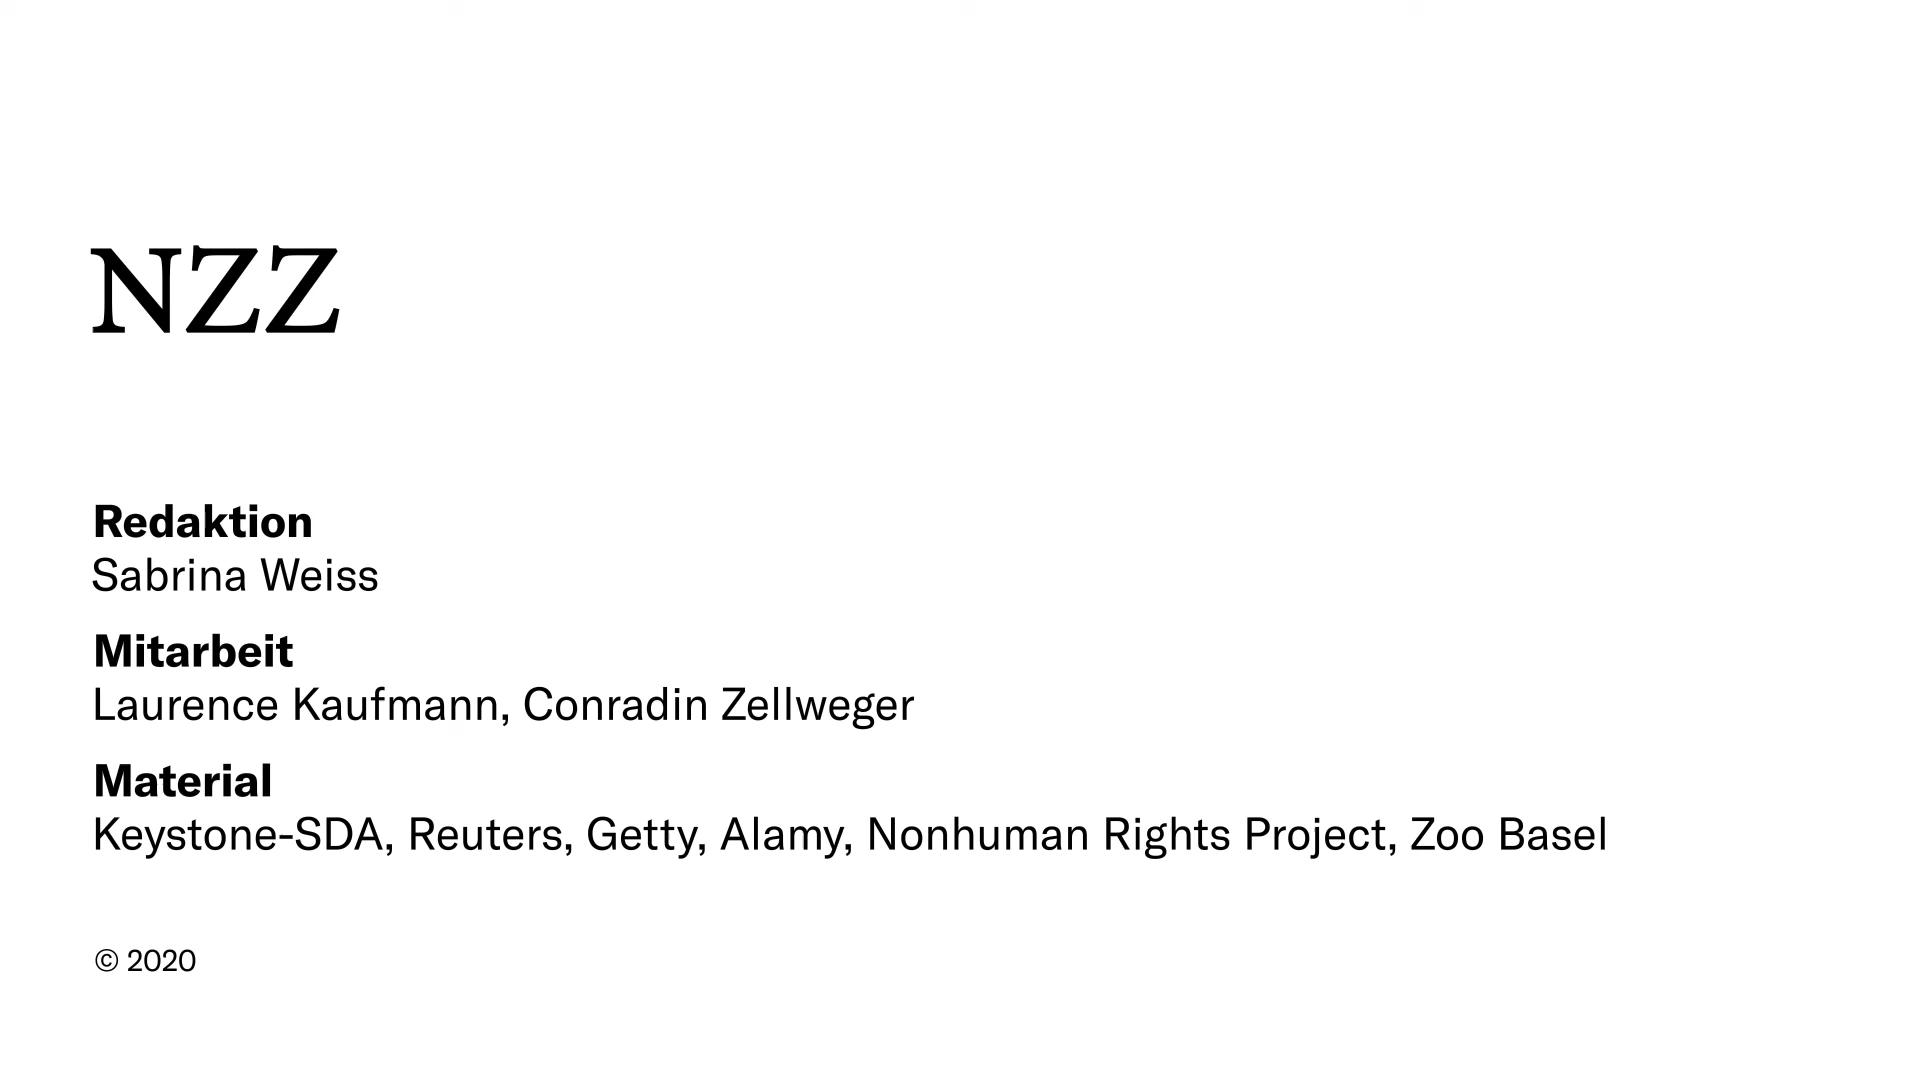 NZZ
Redaktion
Sabrina Weiss
Mitarbeit
Laurence Kaufmann, Conradin Zellweger
Material
Keystone-SDA, Reuters, Getty, Alamy, Nonhuman Rights Project, Zoo Basel
© 2020